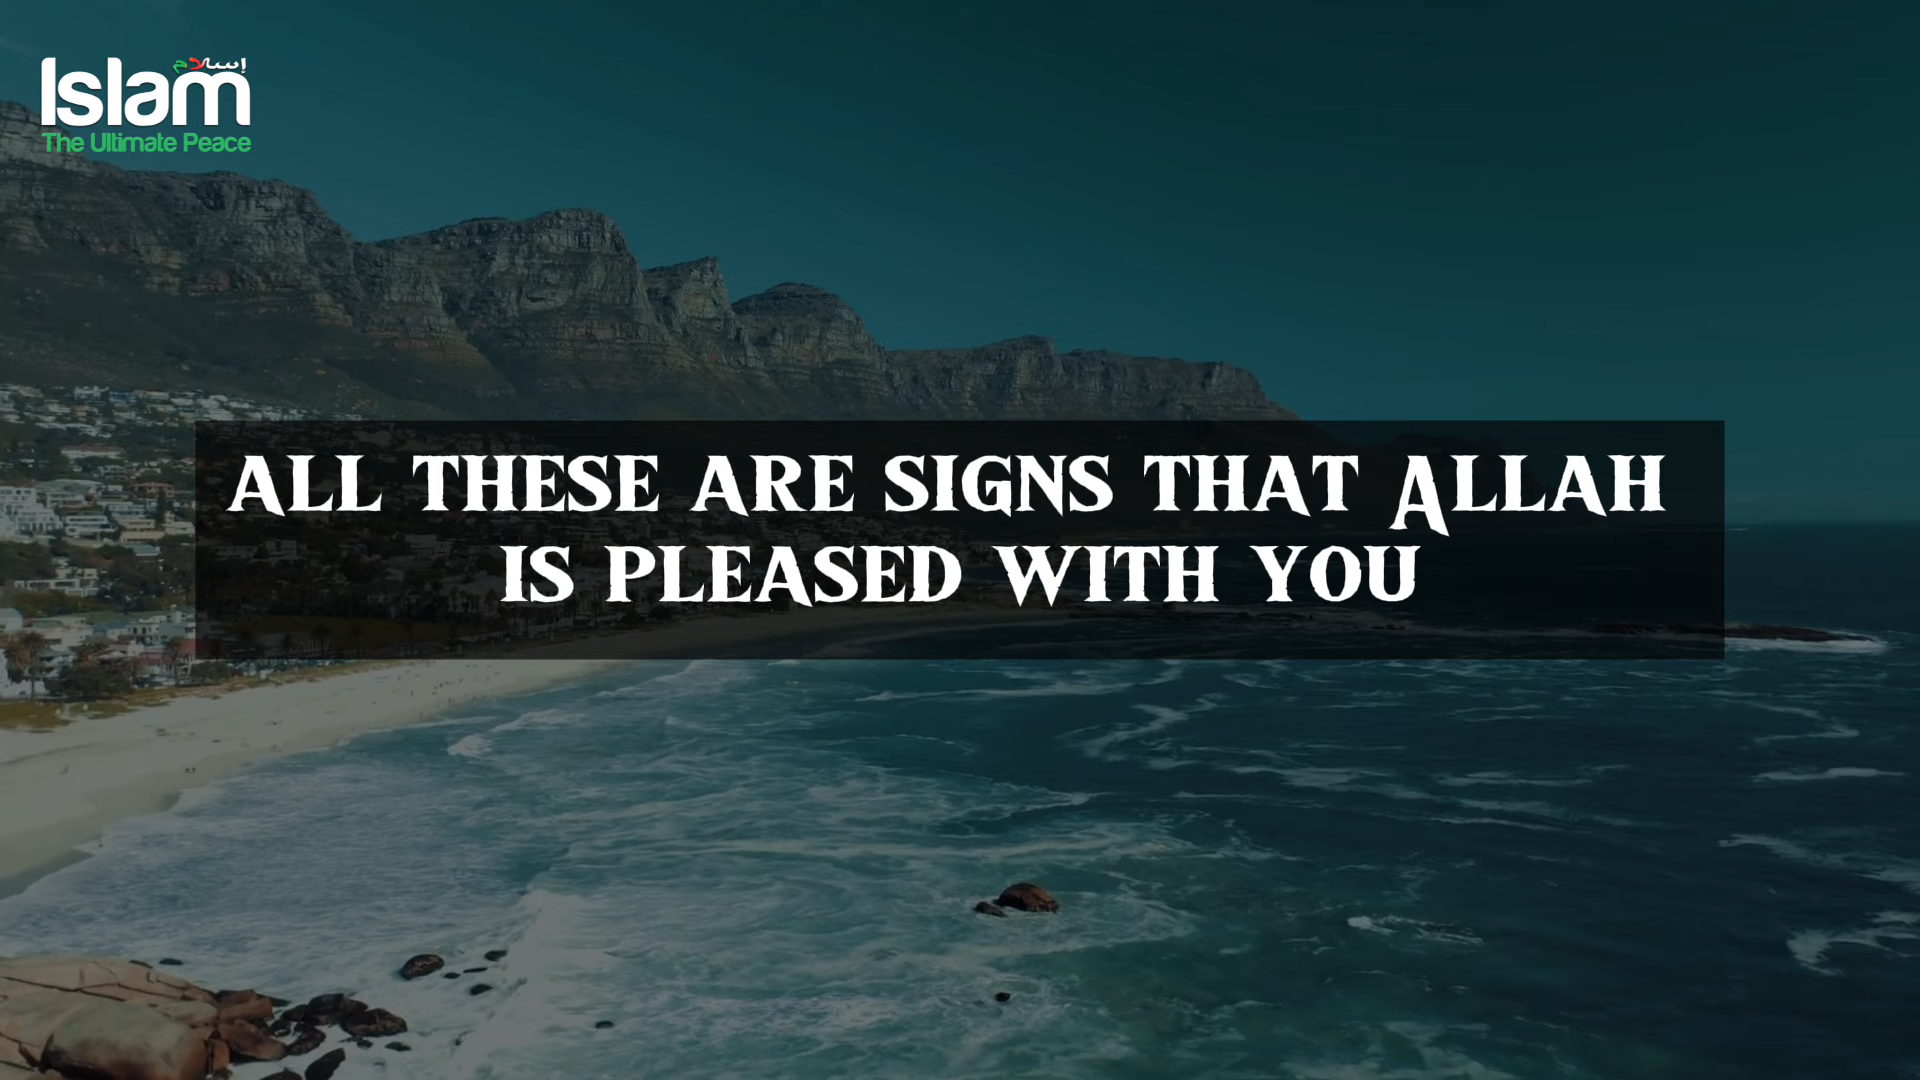 إسلام
Islam
The Ultimate Peace
ALL THESE ARE SIGNS THAT ALLAH
IS PLEASED WITH YOU